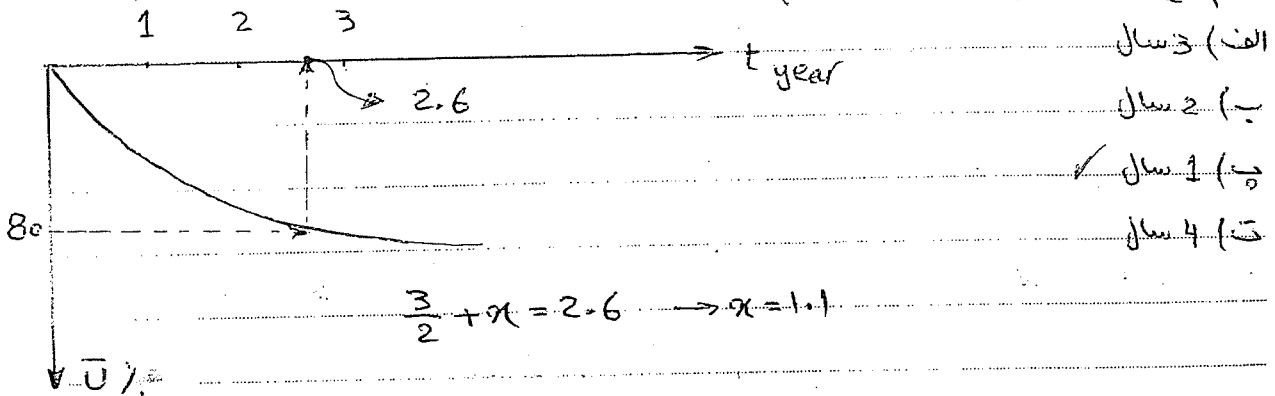 1 2 3
t year
الف) 3 سال
2.6
ب) 2 سال
پ) 1 سال ✓
80
ت) 4 سال
3/2 + x = 2.6 → x = 1.1
Ū %